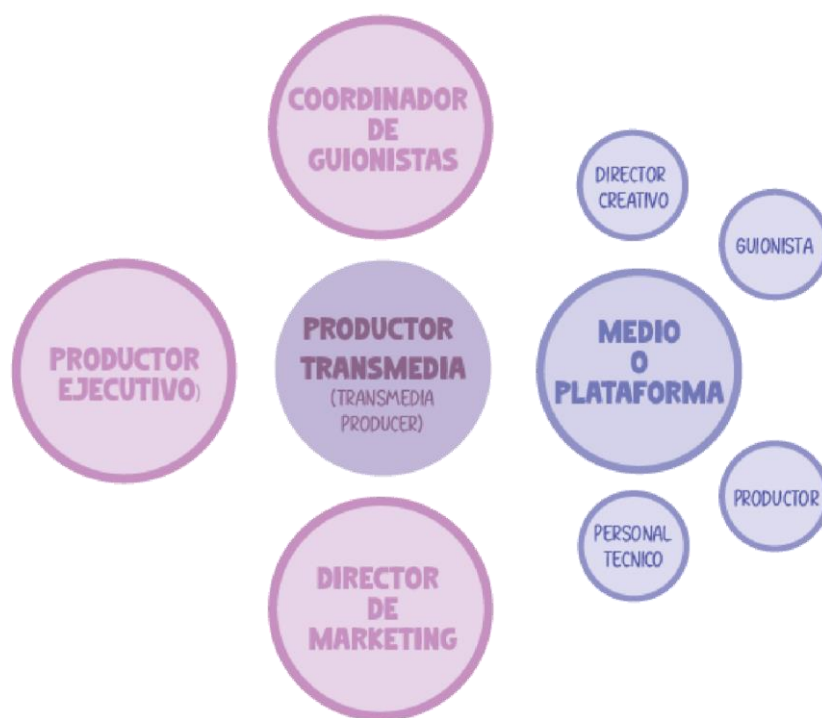 COORDINADOR
DE
GUIONISTAS
DIRECTOR
CREATIVO
GUIONISTA
PRODUCTOR
EJECUTIVO)
PRODUCTOR
TRANSMEDIA
(TRANSMEDIA
PRODUCER)
MEDIO
O
PLATAFORMA
PERSONAL
TECNICO
PRODUCTOR
DIRECTOR
DE
MARKETING